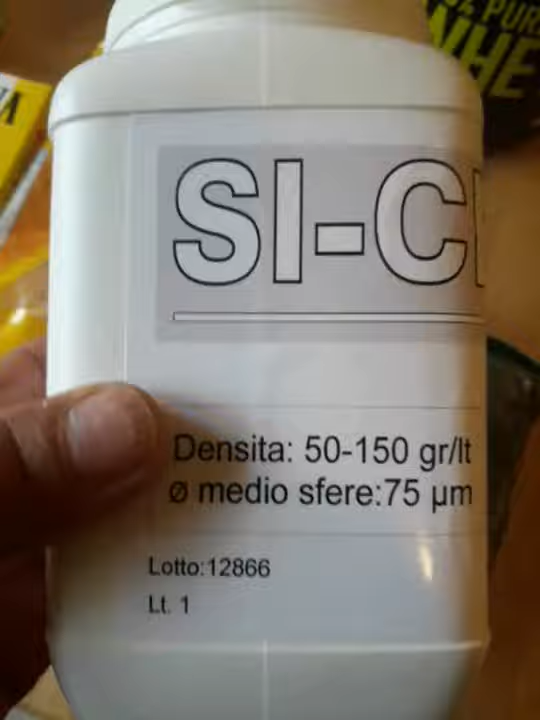 SI-C
Densita: 50-150 gr/lt
ø medio sfere:75 µm
Lotto:12866
Lt. 1